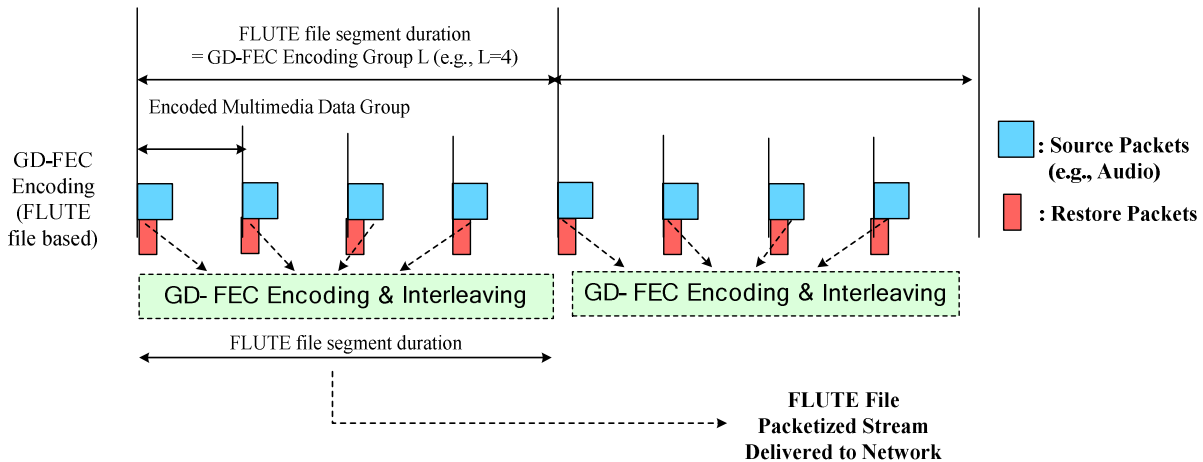 FLUTE file segment duration
= GD-FEC Encoding Group L (e.g., L=4)
Encoded Multimedia Data Group
GD-FEC
Encoding
(FLUTE
file based)
: Source Packets
(e.g., Audio)
: Restore Packets
GD- FEC Encoding & Interleaving
GD- FEC Encoding & Interleaving
FLUTE file segment duration
FLUTE File
Packetized Stream
Delivered to Network